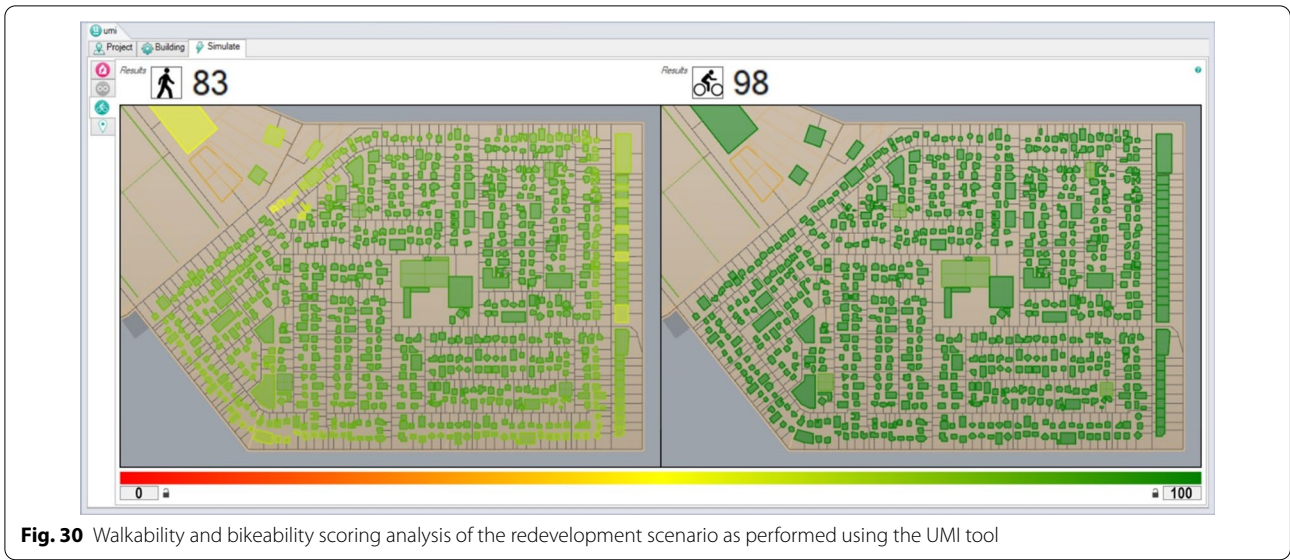 umi
Project Building Simulate
Results 83 Results 98
0 100
Fig. 30 Walkability and bikeability scoring analysis of the redevelopment scenario as performed using the UMI tool